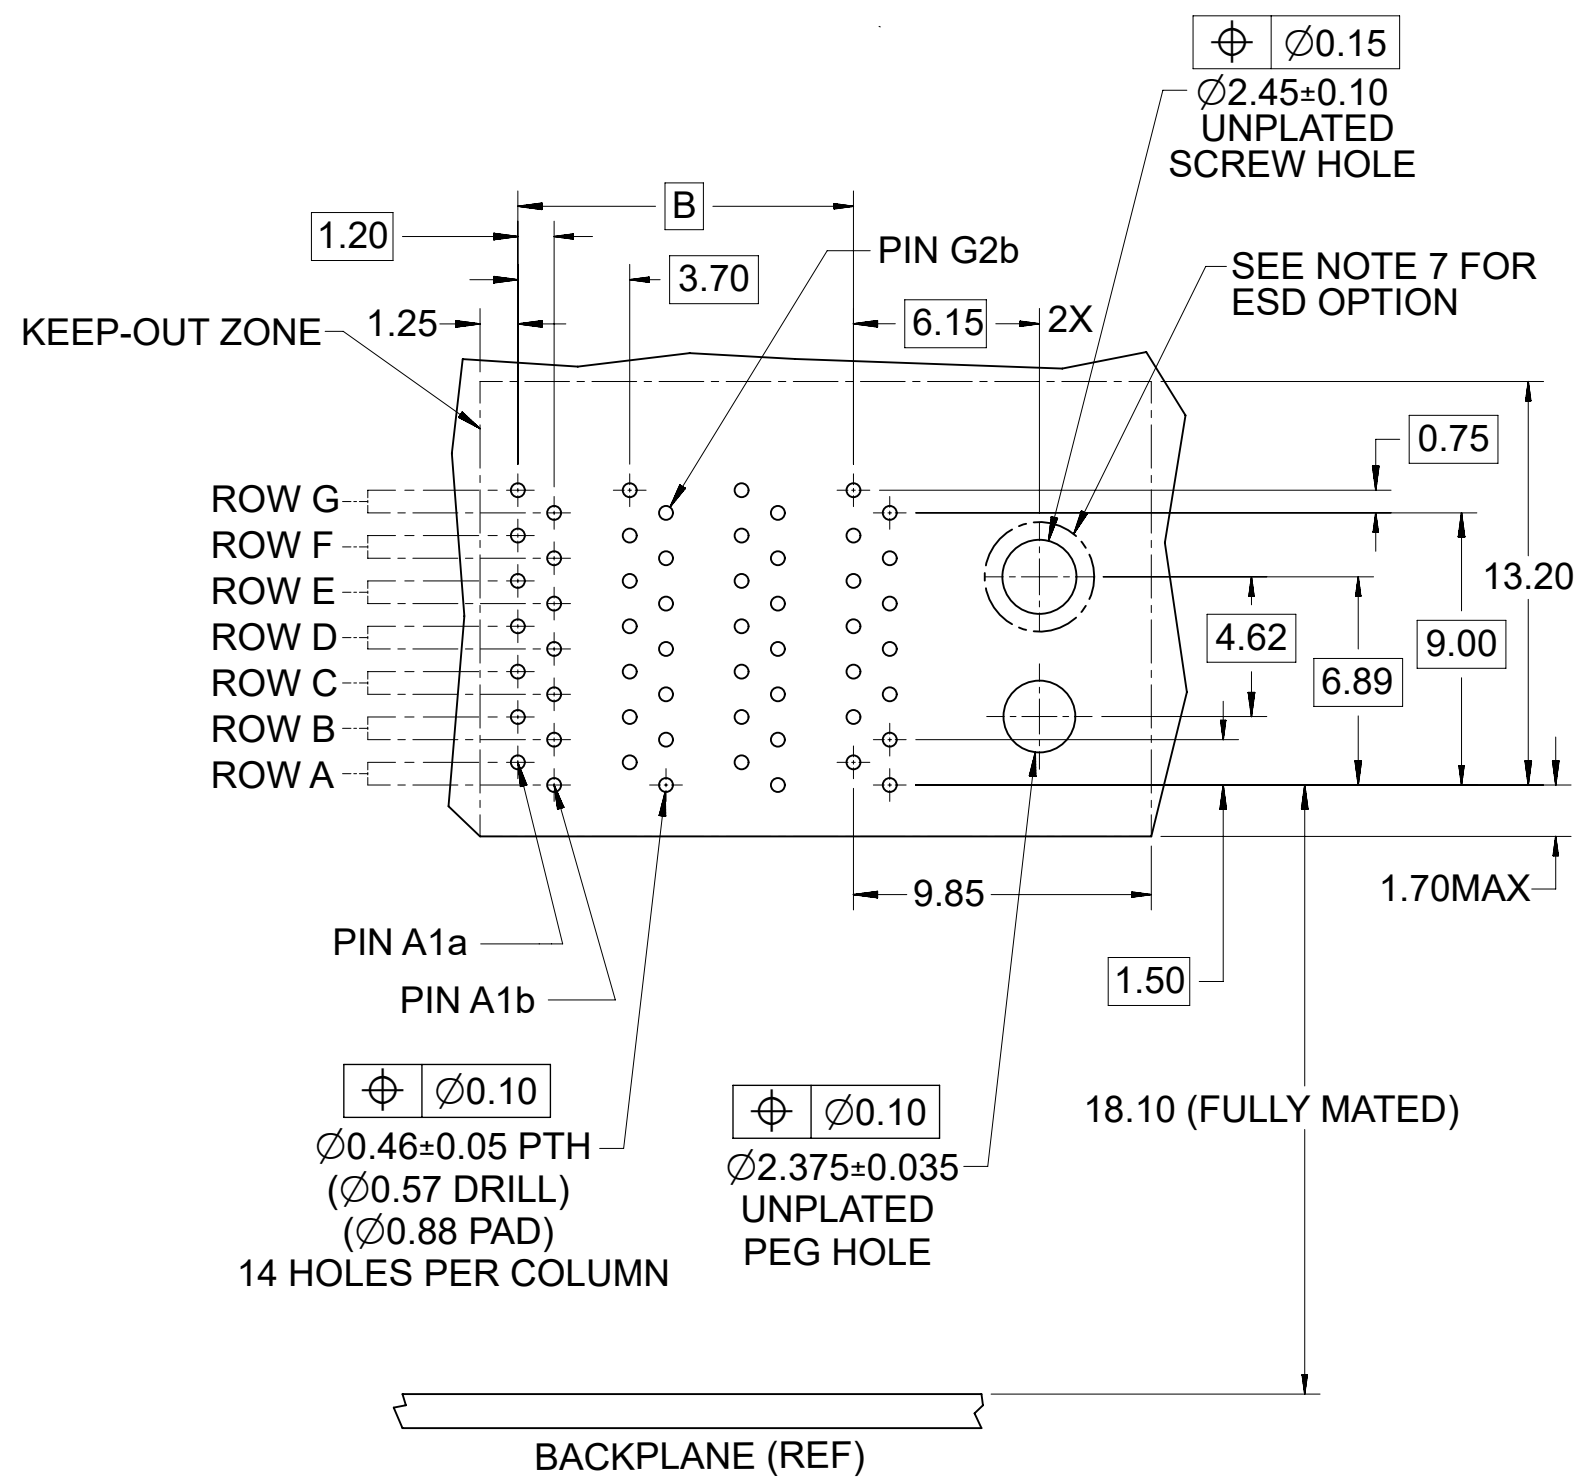 ⌖ ∅0.15
∅2.45±0.10
UNPLATED
SCREW HOLE
B
1.20
PIN G2b
3.70
SEE NOTE 7 FOR
ESD OPTION
1.25
6.15
2X
KEEP-OUT ZONE
0.75
ROW G
ROW F
ROW E
ROW D
ROW C
ROW B
ROW A
13.20
4.62
9.00
6.89
9.85
1.70MAX
PIN A1a
1.50
PIN A1b
⌖ ∅0.10
∅0.46±0.05 PTH
(∅0.57 DRILL)
(∅0.88 PAD)
14 HOLES PER COLUMN
⌖ ∅0.10
∅2.375±0.035
UNPLATED
PEG HOLE
18.10 (FULLY MATED)
BACKPLANE (REF)